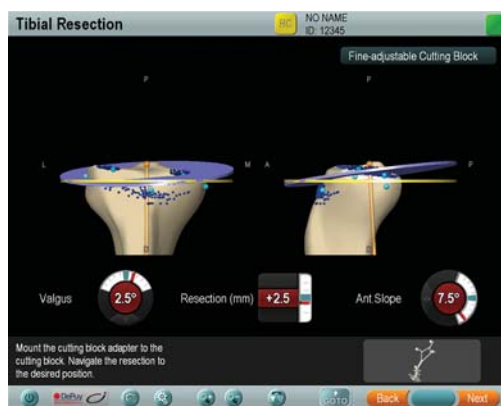 Tibial Resection
RC
NO NAME
ID: 12345
Fine-adjustable Cutting Block
P
P
L
M
A
P
Valgus
2.5°
Resection (mm)
+2.5
Ant.Slope
7.5°
Mount the cutting block adapter to the
cutting block. Navigate the resection to
the desired position.
DePuy
GOTO
Back
Next